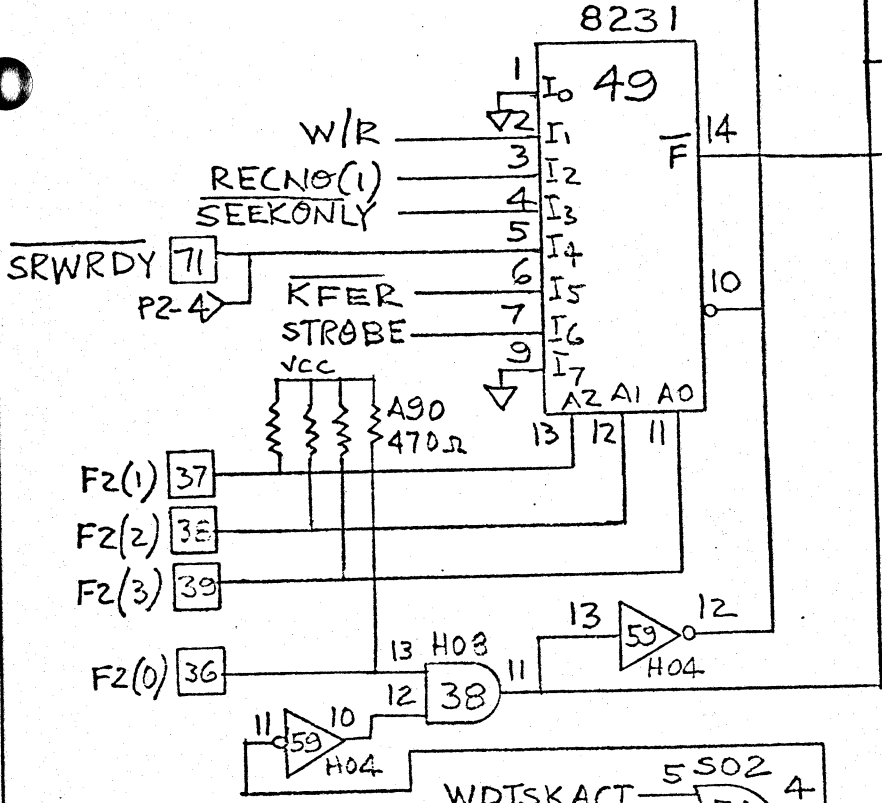 8231
49
1 I0
W/R 2 I1
RECNO(1) 3 I2
SEEKONLY 4 I3
SRWRDY 71 5 I4
P2-4
KFER 6 I5
STROBE 7 I6
9 I7
F 14
10
A2 A1 A0
13 12 11
VCC
A90
470Ω
F2(1) 37
F2(2) 38
F2(3) 39
F2(0) 36
13 H08
12 38 11
13 59 12
H04
11 59 10
H04
WDISKACT 5 S02 4